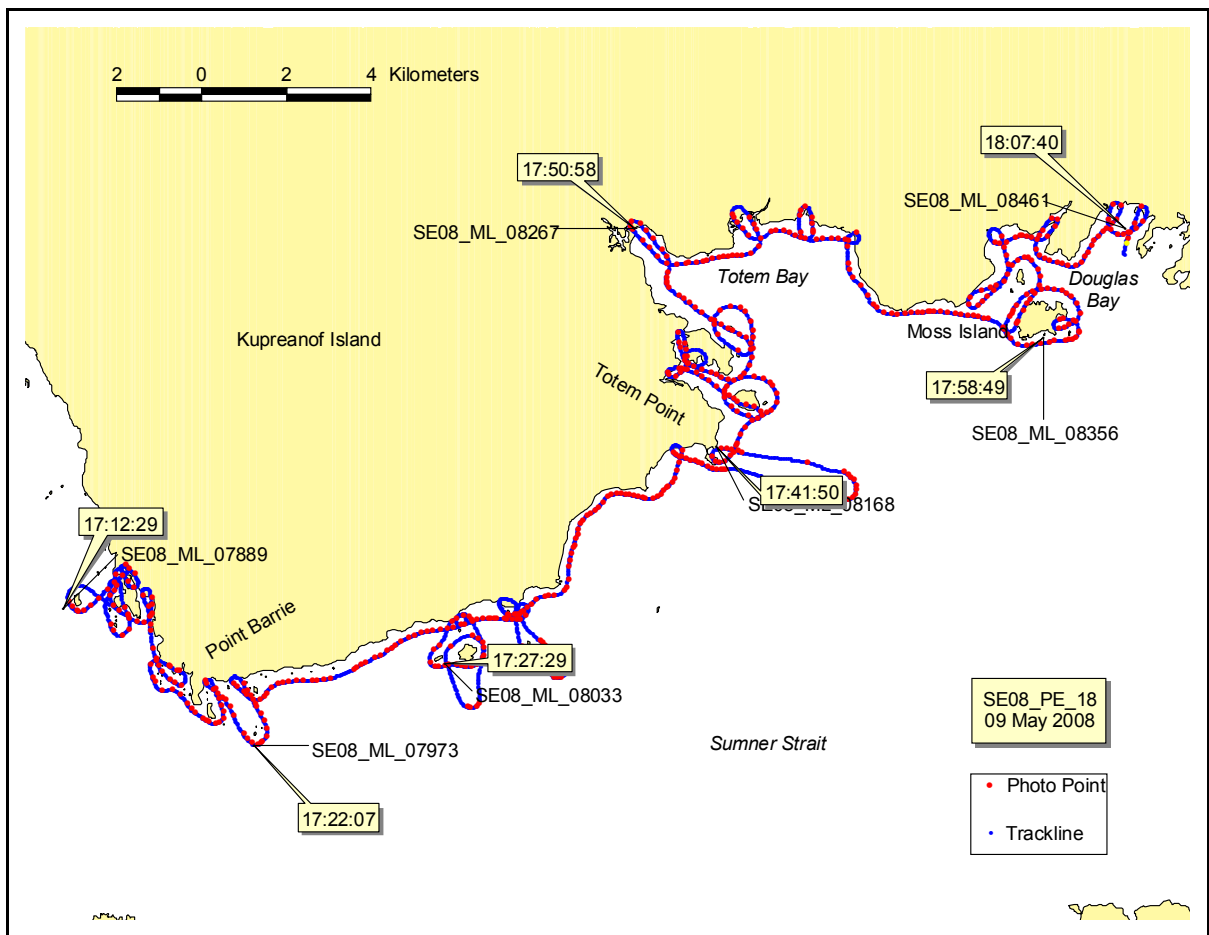 2 0 2 4 Kilometers
18:07:40
17:50:58
SE08_ML_08461
SE08_ML_08267
Totem Bay
Douglas
Bay
Kupreanof Island
Moss Island
Totem Point
17:58:49
SE08_ML_08356
17:41:50
SE08_ML_08168
17:12:29
SE08_ML_07889
Point Barrie
17:27:29
SE08_ML_08033
SE08_PE_18
09 May 2008
Sumner Strait
SE08_ML_07973
Photo Point
17:22:07
Trackline